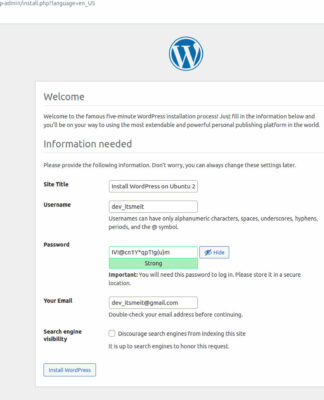 p-admin/install.php?language=en_US
Welcome
Welcome to the famous five-minute WordPress installation process! Just fill in the information below and
you'll be on your way to using the most extendable and powerful personal publishing platform in the world.
Information needed
Please provide the following information. Don't worry, you can always change these settings later.
Site Title
Install WordPress on Ubuntu 2
Username
dev_itsmeit
Usernames can have only alphanumeric characters, spaces, underscores, hyphens,
periods, and the @ symbol.
Password
Hide
Strong
Important: You will need this password to log in. Please store it in a secure
location.
Your Email
dev_itsmeit@gmail.com
Double-check your email address before continuing.
Search engine
visibility
Discourage search engines from indexing this site
It is up to search engines to honor this request.
Install WordPress